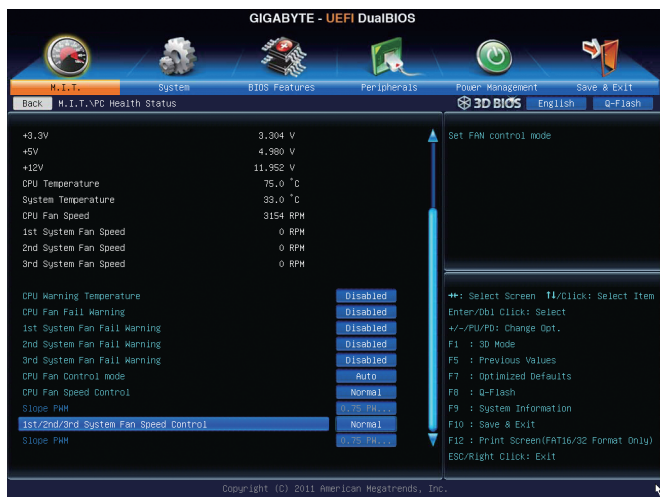 GIGABYTE - UEFI DualBIOS
M.I.T.
System
BIOS Features
Peripherals
Power Management
Save & Exit
Back M.I.T.\PC Health Status
3D BIOS English Q-Flash
+3.3V 3.304 V
+5V 4.980 V
+12V 11.952 V
CPU Temperature 75.0 °C
System Temperature 33.0 °C
CPU Fan Speed 3154 RPM
1st System Fan Speed 0 RPM
2nd System Fan Speed 0 RPM
3rd System Fan Speed 0 RPM
CPU Warning Temperature Disabled
CPU Fan Fail Warning Disabled
1st System Fan Fail Warning Disabled
2nd System Fan Fail Warning Disabled
3rd System Fan Fail Warning Disabled
CPU Fan Control mode Auto
CPU Fan Speed Control Normal
Slope PWM 0.75 PW...
1st/2nd/3rd System Fan Speed Control Normal
Slope PWM 0.75 PW...
Set FAN control mode
→←: Select Screen ↑↓/Click: Select Item
Enter/Dbl Click: Select
+/-/PU/PD: Change Opt.
F1 : 3D Mode
F5 : Previous Values
F7 : Optimized Defaults
F8 : Q-Flash
F9 : System Information
F10 : Save & Exit
F12 : Print Screen(FAT16/32 Format Only)
ESC/Right Click: Exit
Copyright (C) 2011 American Megatrends, Inc.